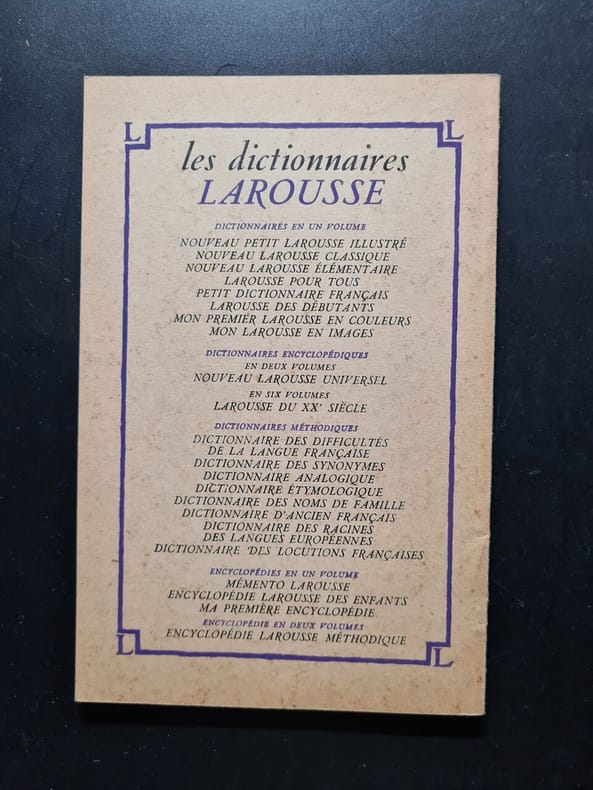 L L
les dictionnaires
LAROUSSE
DICTIONNAIRES EN UN VOLUME
NOUVEAU PETIT LAROUSSE ILLUSTRÉ
NOUVEAU LAROUSSE CLASSIQUE
NOUVEAU LAROUSSE ÉLÉMENTAIRE
LAROUSSE POUR TOUS
PETIT DICTIONNAIRE FRANÇAIS
LAROUSSE DES DÉBUTANTS
MON PREMIER LAROUSSE EN COULEURS
MON LAROUSSE EN IMAGES
DICTIONNAIRES ENCYCLOPÉDIQUES
EN DEUX VOLUMES
NOUVEAU LAROUSSE UNIVERSEL
EN SIX VOLUMES
LAROUSSE DU XXe SIÈCLE
DICTIONNAIRES MÉTHODIQUES
DICTIONNAIRE DES DIFFICULTÉS
DE LA LANGUE FRANÇAISE
DICTIONNAIRE DES SYNONYMES
DICTIONNAIRE ANALOGIQUE
DICTIONNAIRE ÉTYMOLOGIQUE
DICTIONNAIRE DES NOMS DE FAMILLE
DICTIONNAIRE D'ANCIEN FRANÇAIS
DICTIONNAIRE DES RACINES
DES LANGUES EUROPÉENNES
DICTIONNAIRE DES LOCUTIONS FRANÇAISES
ENCYCLOPÉDIES EN UN VOLUME
MÉMENTO LAROUSSE
ENCYCLOPÉDIE LAROUSSE DES ENFANTS
MA PREMIÈRE ENCYCLOPÉDIE
ENCYCLOPÉDIE EN DEUX VOLUMES
ENCYCLOPÉDIE LAROUSSE MÉTHODIQUE
L L